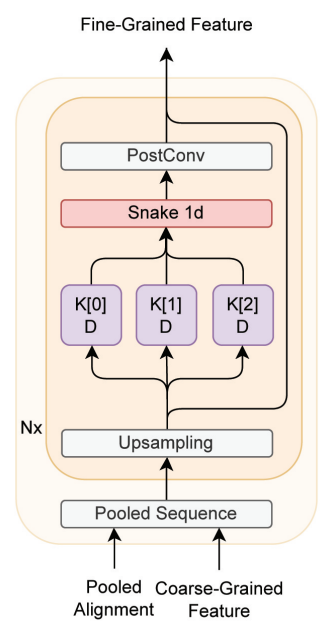 Fine-Grained Feature
PostConv
Snake 1d
K[0] K[1] K[2]
D D D
Nx
Upsampling
Pooled Sequence
Pooled Coarse-Grained
Alignment Feature